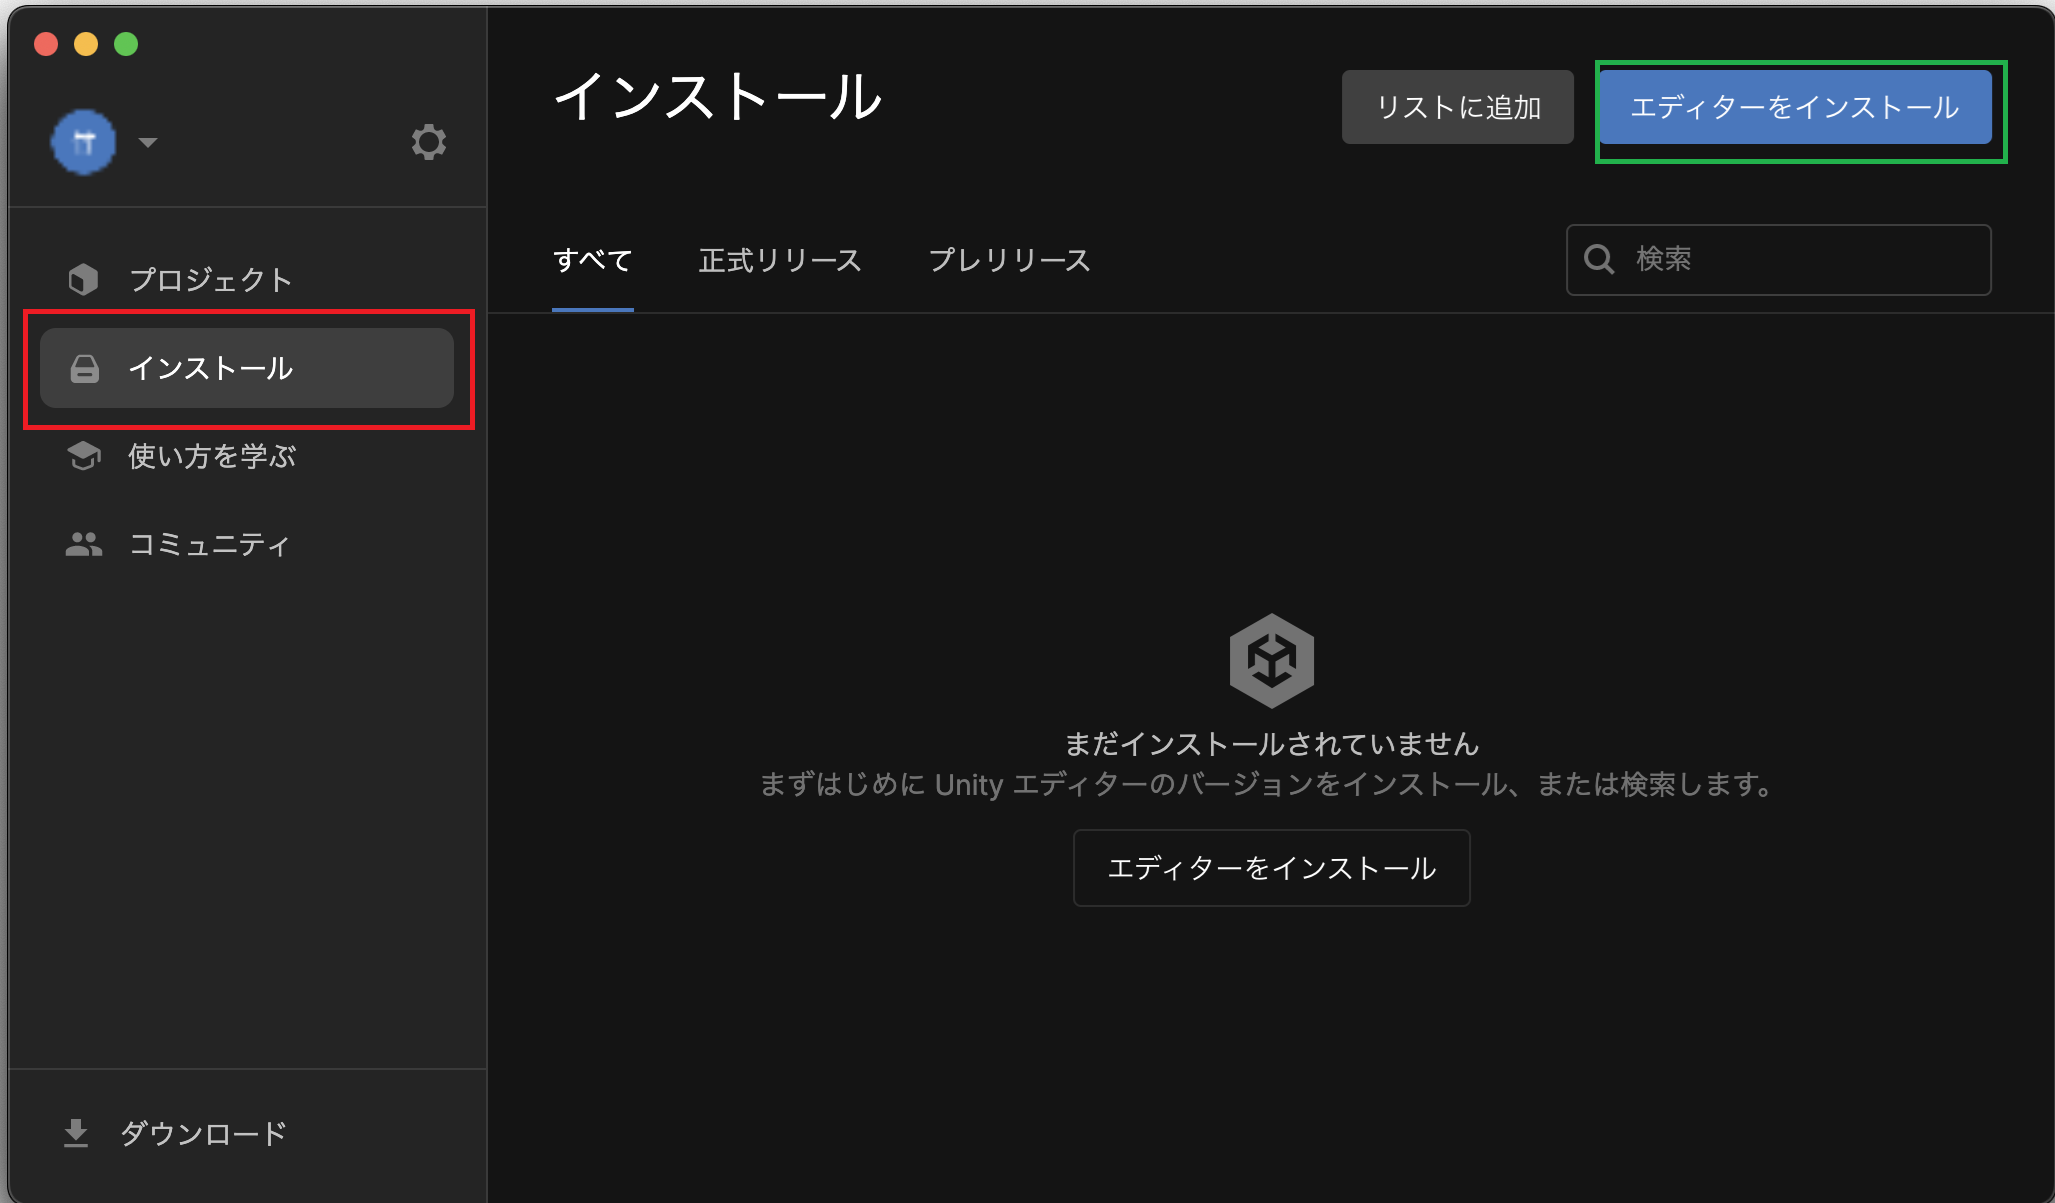 インストール
リストに追加
エディターをインストール
プロジェクト
インストール
使い方を学ぶ
コミュニティ
すべて
正式リリース
プレリリース
検索
まだインストールされていません
まずはじめに Unity エディターのバージョンをインストール、または検索します。
エディターをインストール
ダウンロード